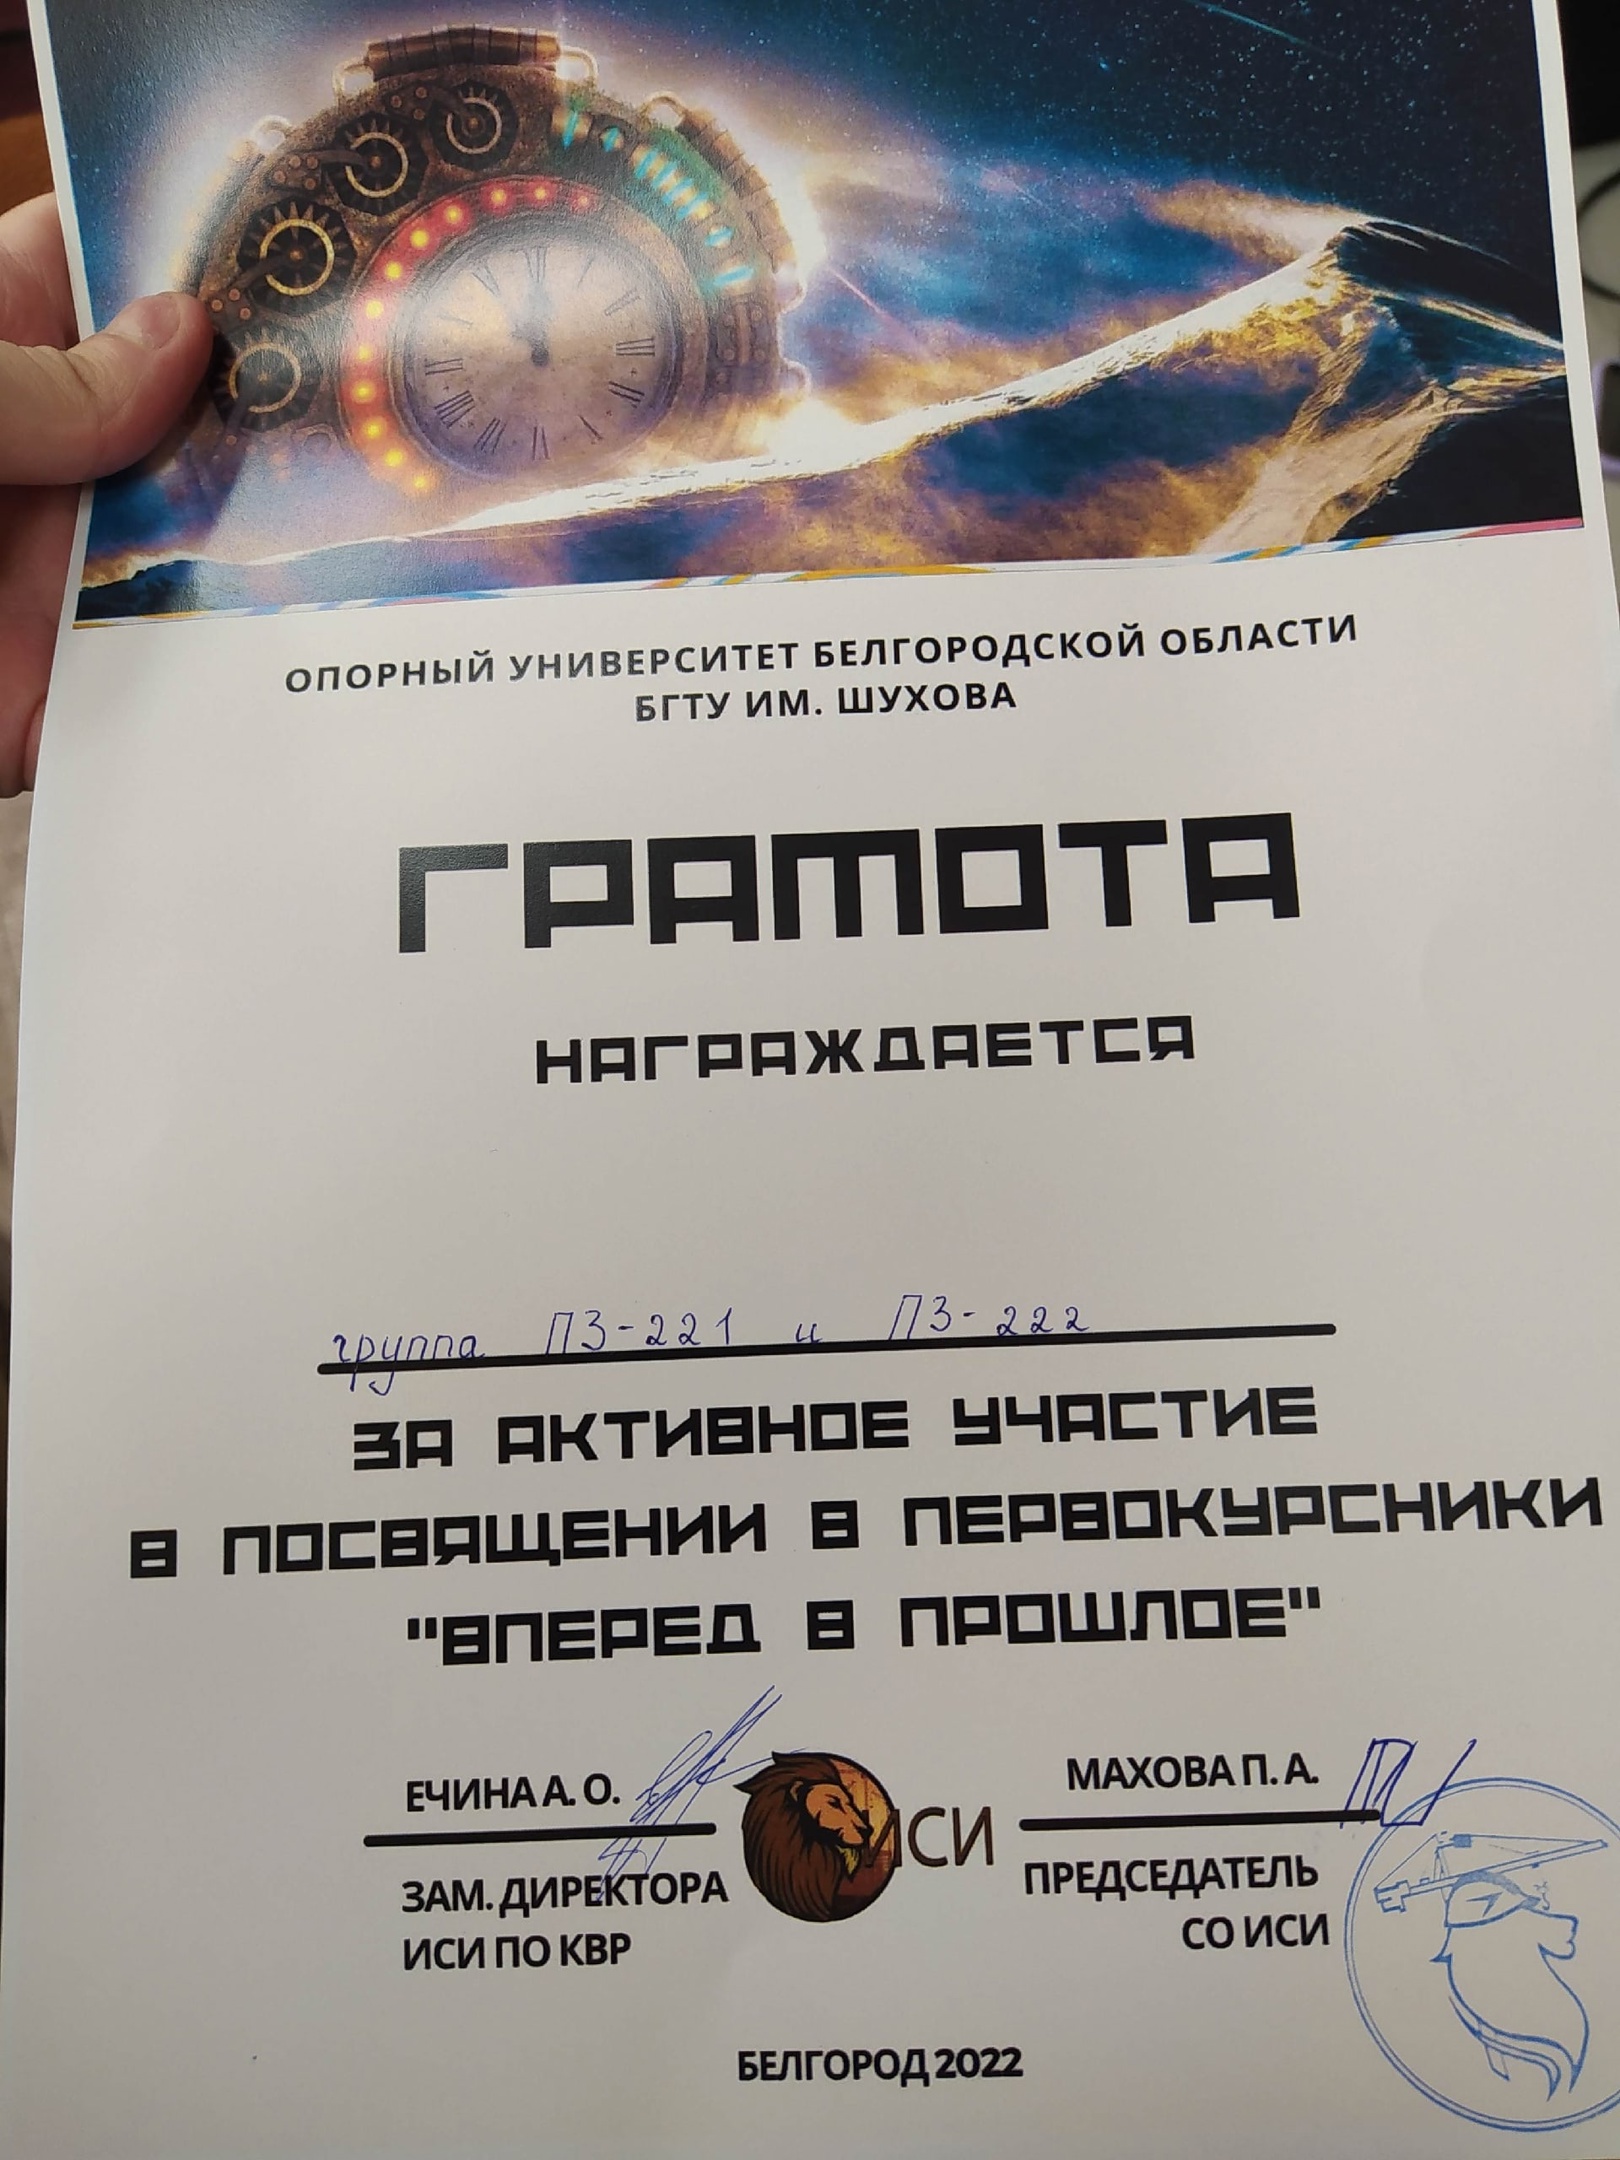 ОПОРНЫЙ УНИВЕРСИТЕТ БЕЛГОРОДСКОЙ ОБЛАСТИ
БГТУ ИМ. ШУХОВА
ГРАМОТА
НАГРАЖДАЕТСЯ
группа ПЗ-221 и ПЗ-222
ЗА АКТИВНОЕ УЧАСТИЕ
В ПОСВЯЩЕНИИ В ПЕРВОКУРСНИКИ
"ВПЕРЕД В ПРОШЛОЕ"
ЕЧИНА А. О.
ЗАМ. ДИРЕКТОРА
ИСИ ПО КВР
ИСИ
МАХОВА П. А.
ПРЕДСЕДАТЕЛЬ
СО ИСИ
БЕЛГОРОД 2022